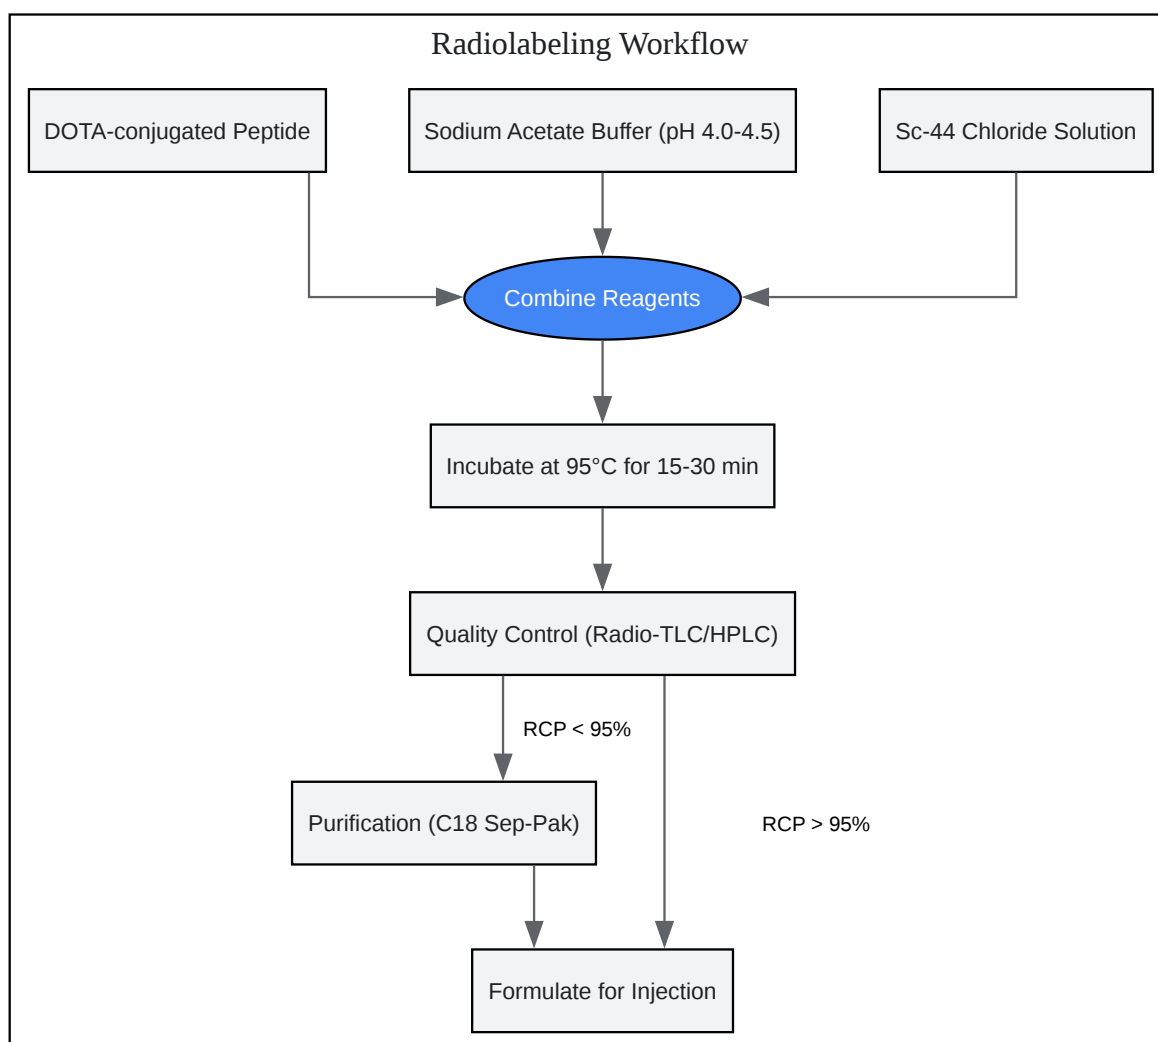 Radiolabeling Workflow
DOTA-conjugated Peptide
Sodium Acetate Buffer (pH 4.0-4.5)
Sc-44 Chloride Solution
Combine Reagents
Incubate at 95°C for 15-30 min
Quality Control (Radio-TLC/HPLC)
RCP < 95%
Purification (C18 Sep-Pak)
RCP > 95%
Formulate for Injection